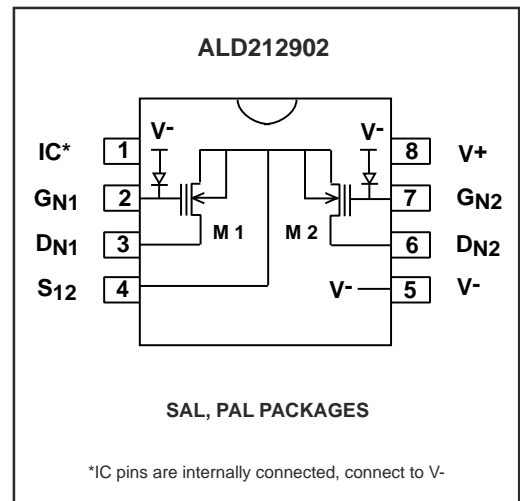 ALD212902
V- V-
IC* 1 8 V+
GN1 2 7 GN2
M 1 M 2
DN1 3 6 DN2
S12 4 V- 5 V-
SAL, PAL PACKAGES
*IC pins are internally connected, connect to V-